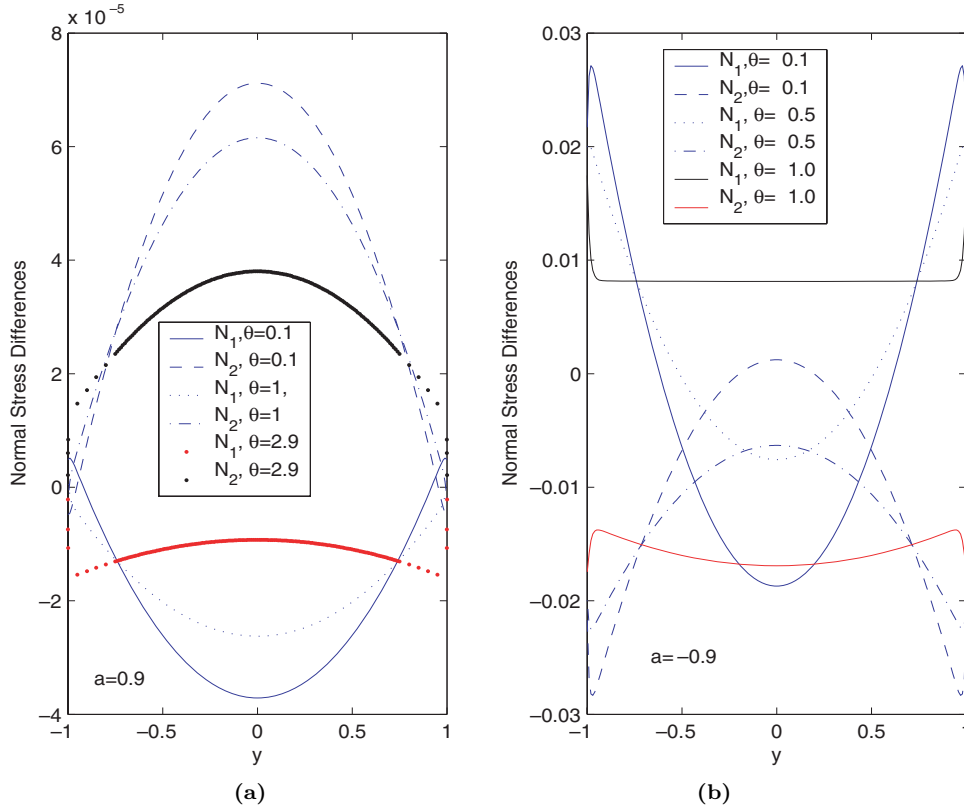 x 10⁻⁵
8
6
4
2
0
−2
−4
−1
−0.5
0
0.5
1
y
Normal Stress Differences
N₁,θ=0.1
N₂, θ=0.1
N₁, θ=1,
N₂, θ=1
N₁, θ=2.9
N₂, θ=2.9
a=0.9
(a)
0.03
0.02
0.01
0
−0.01
−0.02
−0.03
−1
−0.5
0
0.5
1
y
Normal Stress Differences
N₁,θ= 0.1
N₂,θ= 0.1
N₁, θ= 0.5
N₂, θ= 0.5
N₁, θ= 1.0
N₂, θ= 1.0
a=−0.9
(b)